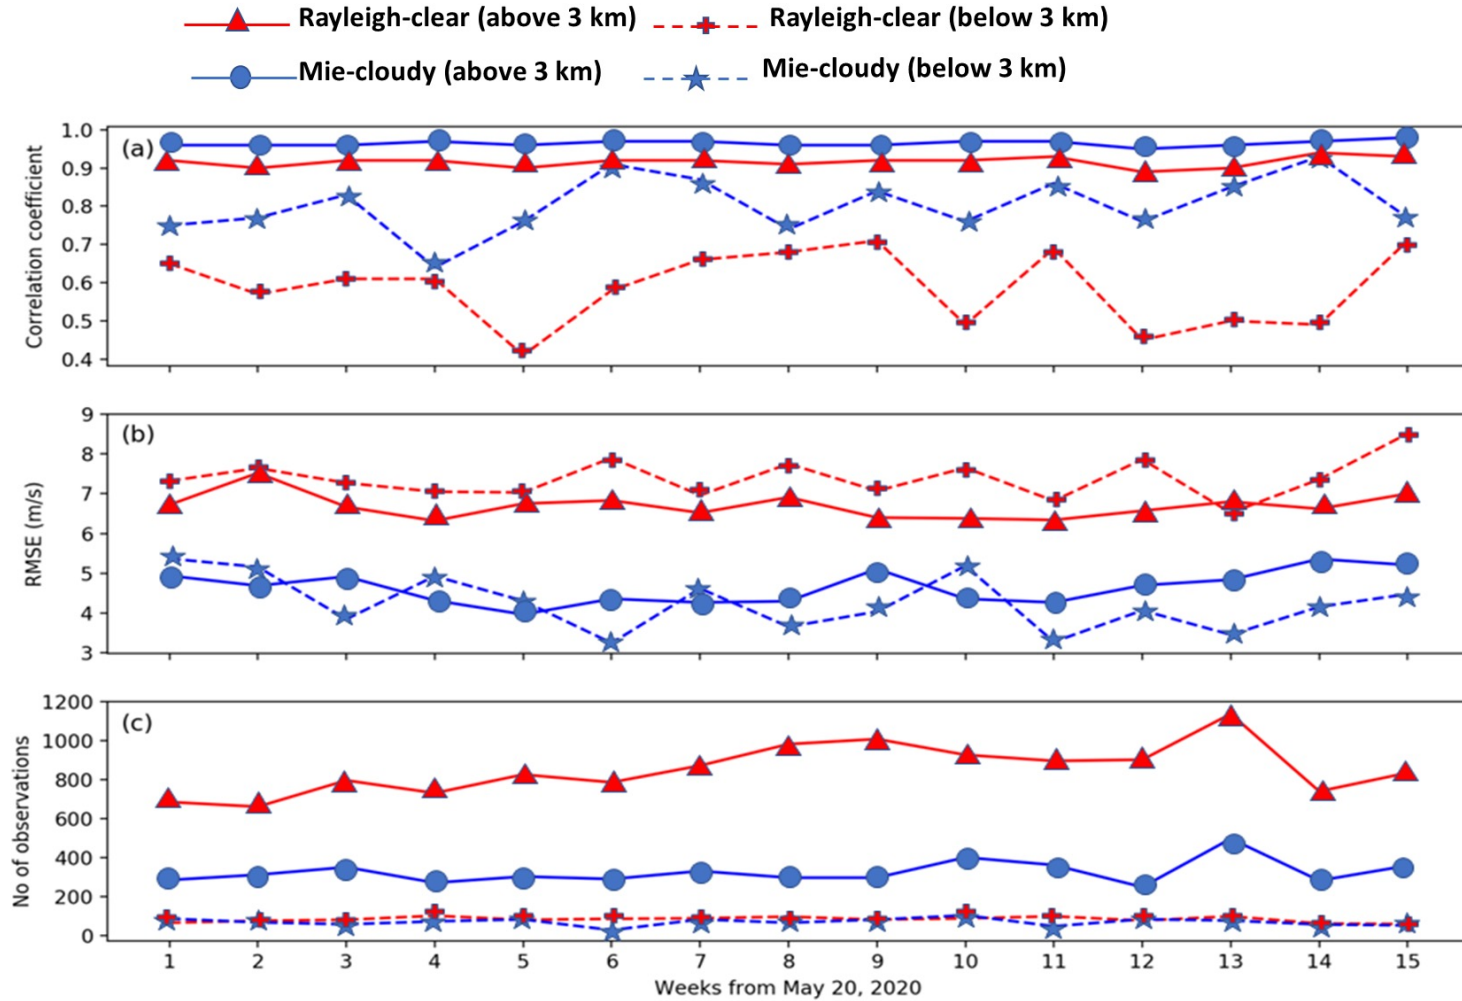 Rayleigh-clear (above 3 km) Rayleigh-clear (below 3 km)
Mie-cloudy (above 3 km) Mie-cloudy (below 3 km)
(a)
Correlation coefficient
1.0
0.9
0.8
0.7
0.6
0.5
0.4
(b)
RMSE (m/s)
9
8
7
6
5
4
3
(c)
No of observations
1200
1000
800
600
400
200
0
1 2 3 4 5 6 7 8 9 10 11 12 13 14 15
Weeks from May 20, 2020